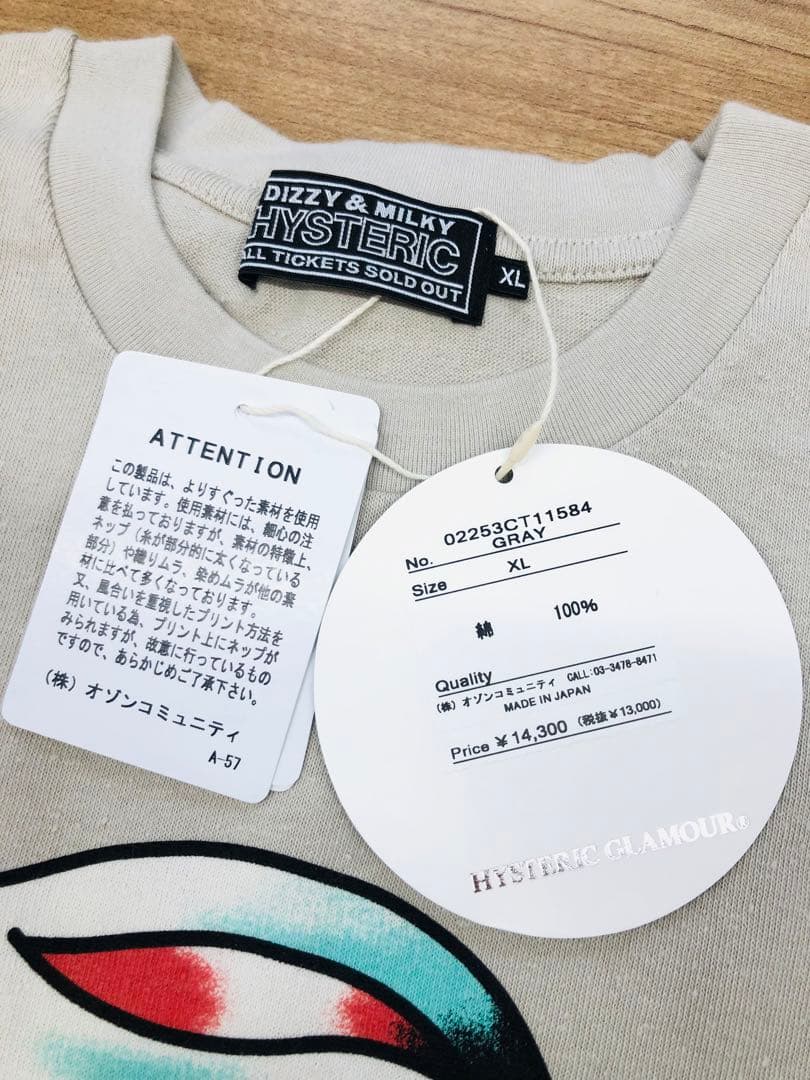 DIZZY & MILKY
HYSTERIC
ALL TICKETS SOLD OUT
XL
ATTENTION
この製品は、よりすぐった素材を使用
しています。使用素材には、細心の注
意を払っておりますが、素材の特徴上、
ネップ（糸が部分的に太くなっている
部分）や織りムラ、染めムラが他の素
材に比べて多くなっております。
又、風合いを重視したプリント方法を
用いている為、プリント上にネップが
みられますが、故意に行っているもの
ですので、あらかじめご了承下さい。
（株）オゾンコミュニティ
A-57
02253CT11584
No. GRAY
Size XL
綿 100%
Quality
（株）オゾンコミュニティ CALL:03-3478-8471
MADE IN JAPAN
Price ¥14,300（税抜¥13,000）
HYSTERIC GLAMOUR®